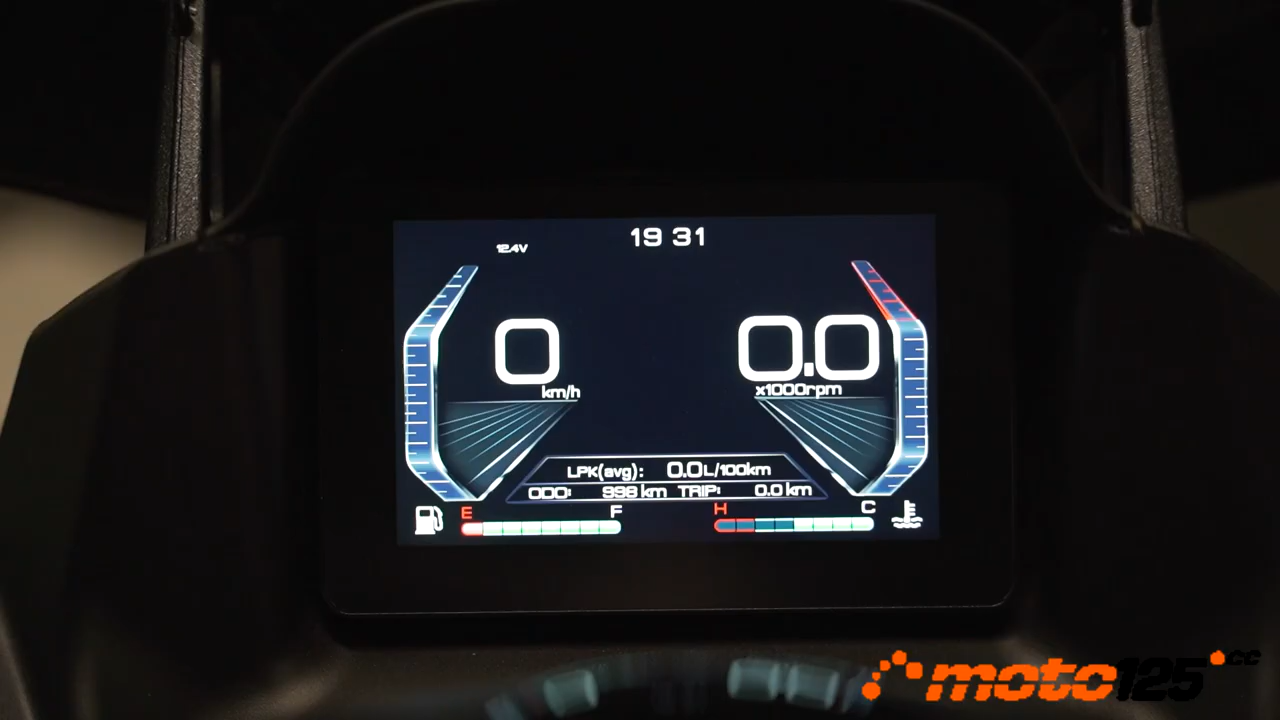 19 31
12.4V
0
km/h
0.0
x1000rpm
LPK(avg): 0.0L/100km
ODO: 998 km TRIP: 0.0 km
E F
H C
moto125.cc